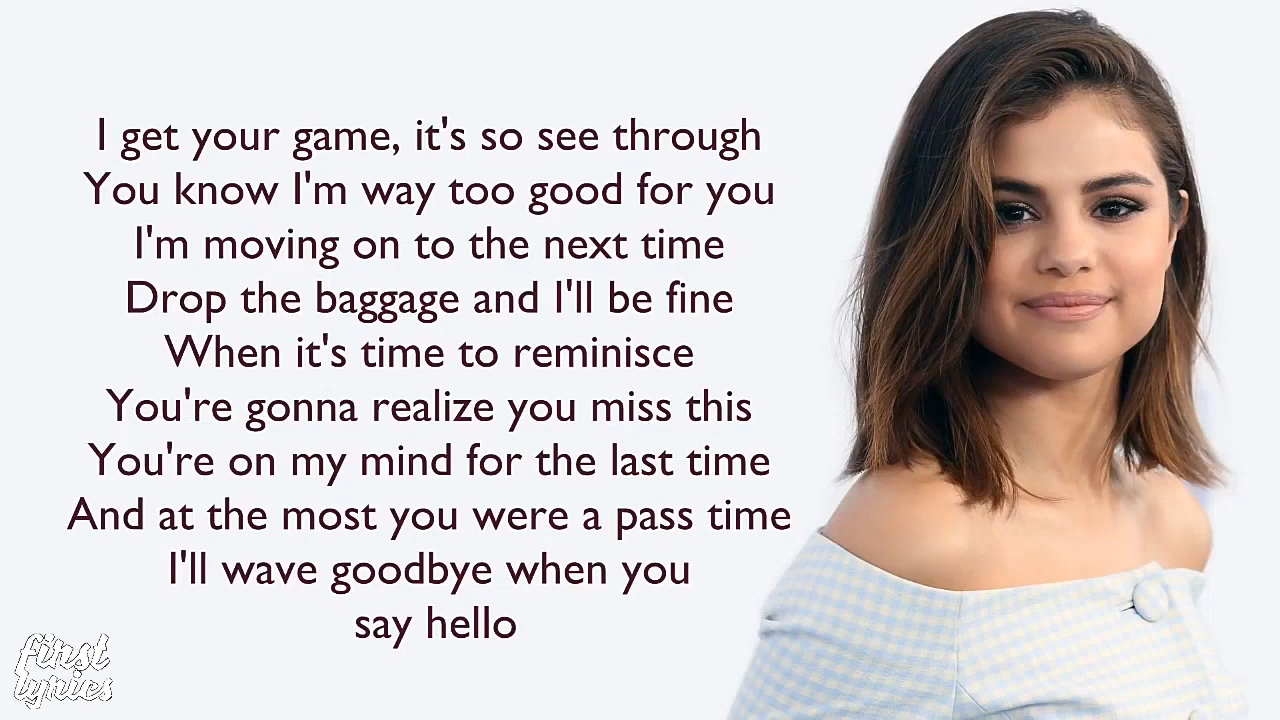 I get your game, it's so see through
You know I'm way too good for you
I'm moving on to the next time
Drop the baggage and I'll be fine
When it's time to reminisce
You're gonna realize you miss this
You're on my mind for the last time
And at the most you were a pass time
I'll wave goodbye when you
say hello
first
lyrics